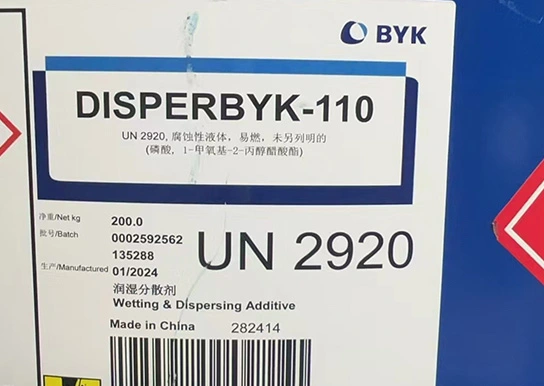 BYK
DISPERBYK-110
UN 2920, 腐蚀性液体，易燃，未另列明的
(磷酸, 1-甲氧基-2-丙醇醋酸酯)
净重/Net kg 200.0
批号/Batch 0002592562
135288
生产/Manufactured 01/2024
UN 2920
润湿分散剂
Wetting & Dispersing Additive
Made in China 282414